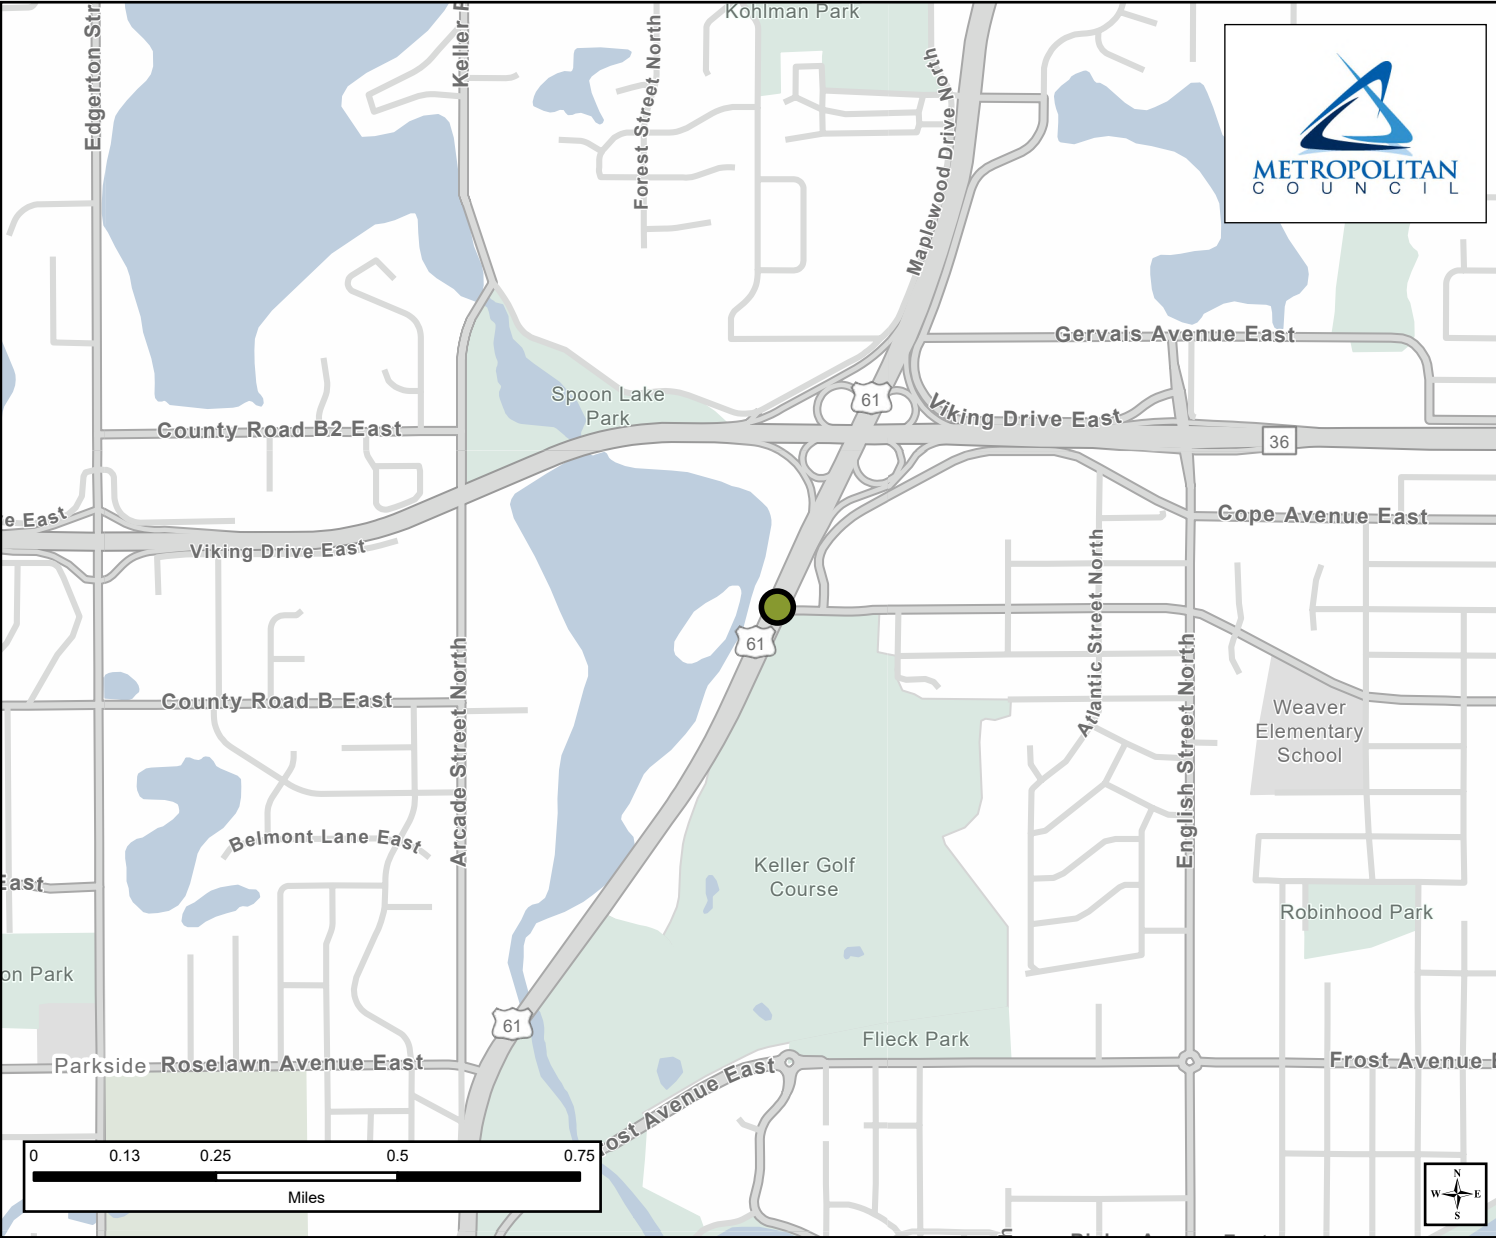 Kohlman Park
Edgerton Str
Keller
Forest Street North
Maplewood Drive North
METROPOLITAN
COUNCIL
Gervais Avenue East
Spoon Lake
Park
61
Viking Drive East
County Road B2 East
36
e East
Cope Avenue East
Viking Drive East
Atlantic Street North
61
Arcade Street North
English Street North
County Road B East
Weaver
Elementary
School
Belmont Lane East
Keller Golf
Course
East
Robinhood Park
on Park
61
Flieck Park
Parkside
Roselawn Avenue East
Frost Avenue E
ost Avenue East
0 0.13 0.25 0.5 0.75
Miles
N
W E
S